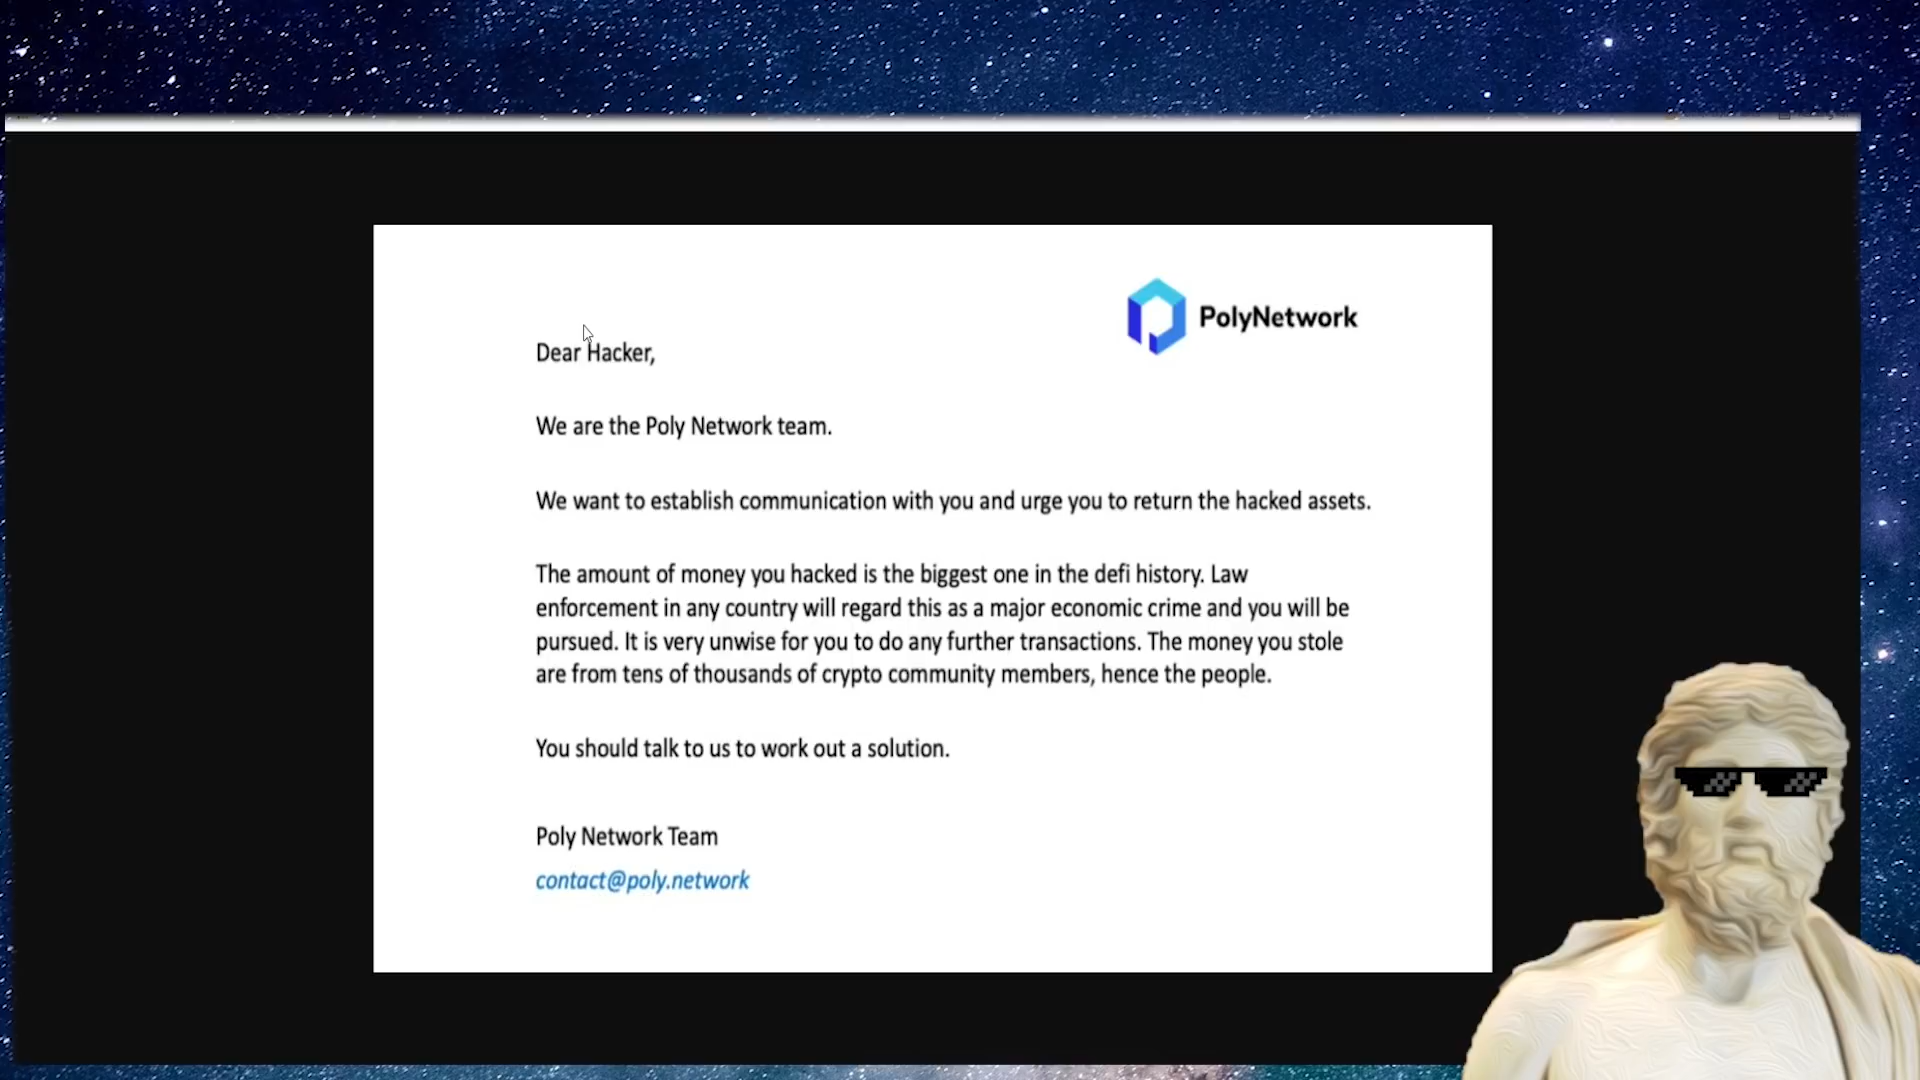 PolyNetwork
Dear Hacker,
We are the Poly Network team.
We want to establish communication with you and urge you to return the hacked assets.
The amount of money you hacked is the biggest one in the defi history. Law
enforcement in any country will regard this as a major economic crime and you will be
pursued. It is very unwise for you to do any further transactions. The money you stole
are from tens of thousands of crypto community members, hence the people.
You should talk to us to work out a solution.
Poly Network Team
contact@poly.network